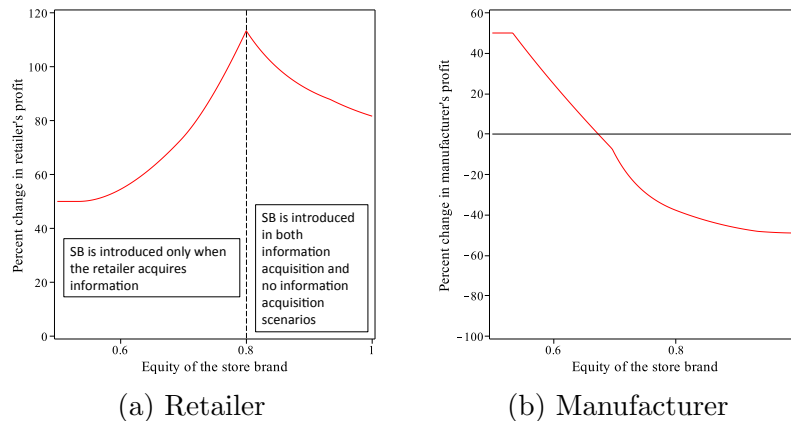 120
100
80
60
40
20
0
Percent change in retailer's profit
SB is introduced only when
the retailer acquires
information
SB is introduced
in both
information
acquisition and
no information
acquisition
scenarios
0.6
0.8
1
Equity of the store brand
(a) Retailer
60
40
20
0
−20
−40
−60
−80
−100
Percent change in manufacturer's profit
0.6
0.8
Equity of the store brand
(b) Manufacturer